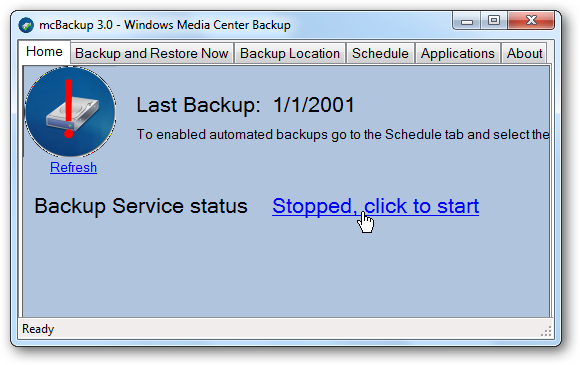 mcBackup 3.0 - Windows Media Center Backup
Home Backup and Restore Now Backup Location Schedule Applications About
Last Backup: 1/1/2001
To enabled automated backups go to the Schedule tab and select the
Refresh
Backup Service status Stopped, click to start
Ready